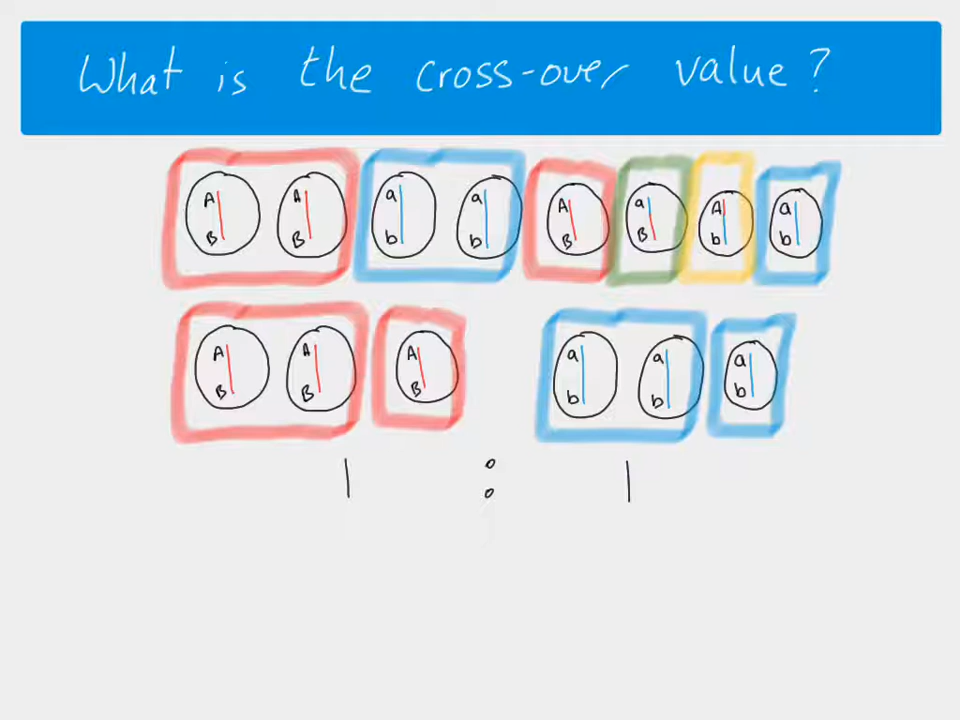 What is the cross-over value?
A A a a A a A a
B B b b B B b b
A A A a a a
B B B b b b
1 : 1